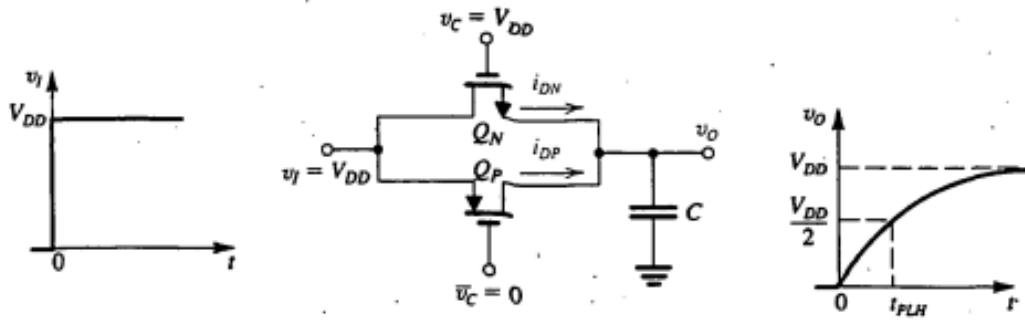 v_I
V_DD
0
t
v_C = V_DD
i_DN
Q_N
v_I = V_DD
Q_P
i_DP
v_O
C
v̅_C = 0
v_O
V_DD
V_DD
2
0
t_PLH
t